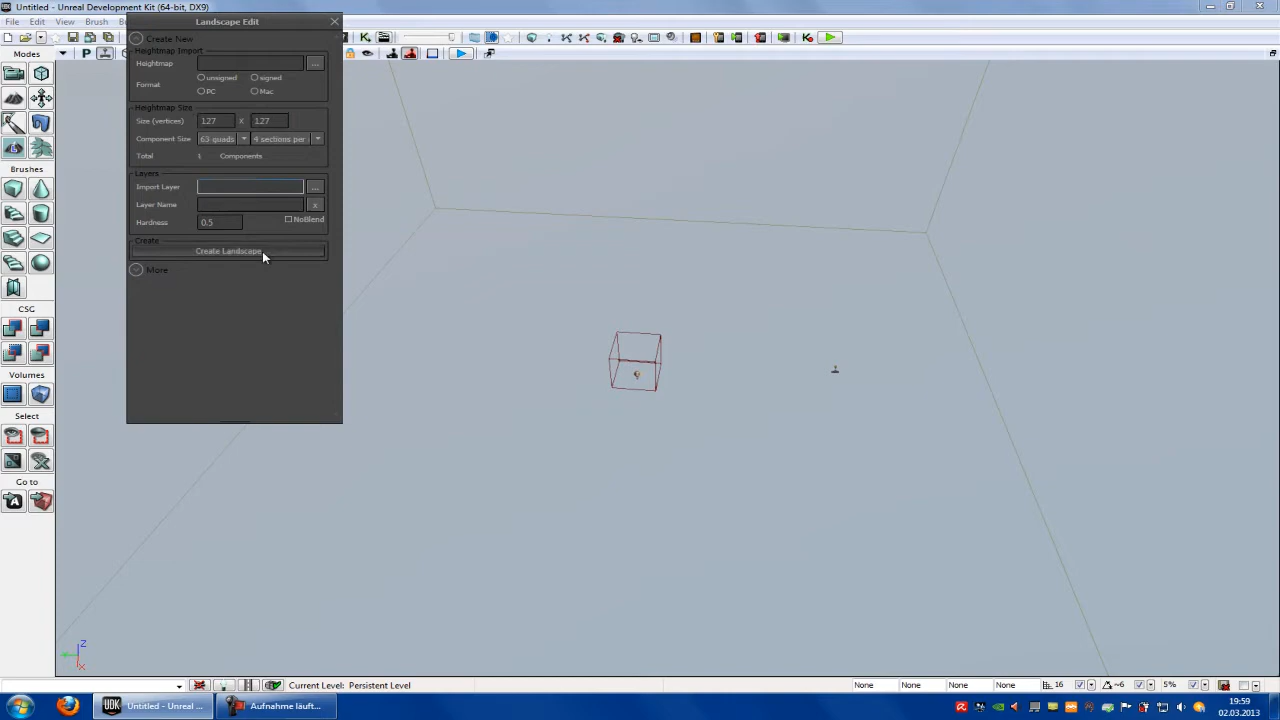 Untitled - Unreal Development Kit (64-bit, DX9)
File Edit View Brush
Landscape Edit
Create New
Heightmap Import
Heightmap ...
Format unsigned signed
PC Mac
Heightmap Size
Size (vertices) 127 X 127
Component Size 63 quads 4 sections per
Total 1 Components
Layers
Import Layer ...
Layer Name x
Hardness 0.5 NoBlend
Create
Create Landscape
More
Modes
Brushes
CSG
Volumes
Select
Go to
P
Z
X
Current Level: Persistent Level
None None None None 16 ~6 5%
Untitled - Unreal ...
Aufnahme läuft...
19:59
02.03.2013